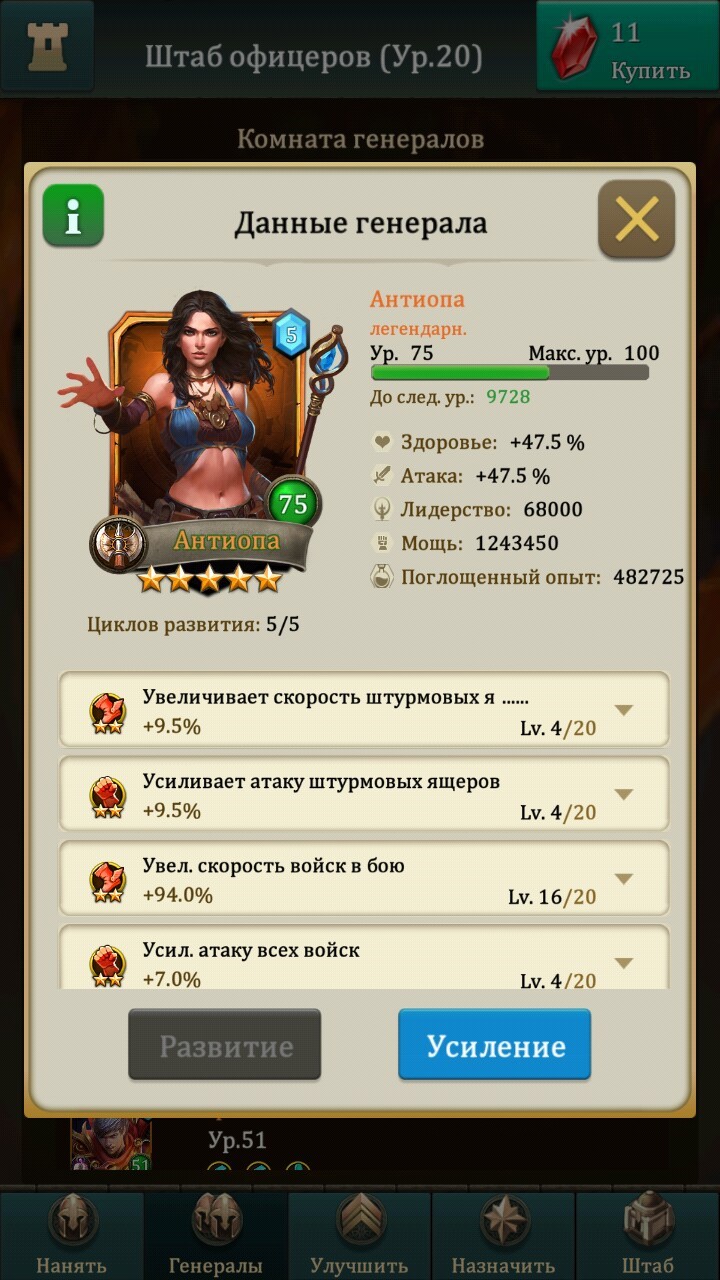 Штаб офицеров (Ур.20)
11
Купить
Комната генералов
i
Данные генерала
5
75
Антиопа
Циклов развития: 5/5
Антиопа
легендарн.
Ур. 75 Макс. ур. 100
До след. ур.: 9728
Здоровье: +47.5 %
Атака: +47.5 %
Лидерство: 68000
Мощь: 1243450
Поглощенный опыт: 482725
Увеличивает скорость штурмовых я ......
+9.5% Lv. 4/20
Усиливает атаку штурмовых ящеров
+9.5% Lv. 4/20
Увел. скорость войск в бою
+94.0% Lv. 16/20
Усил. атаку всех войск
+7.0% Lv. 4/20
Развитие Усиление
51
Ур.51
Нанять Генералы Улучшить Назначить Штаб